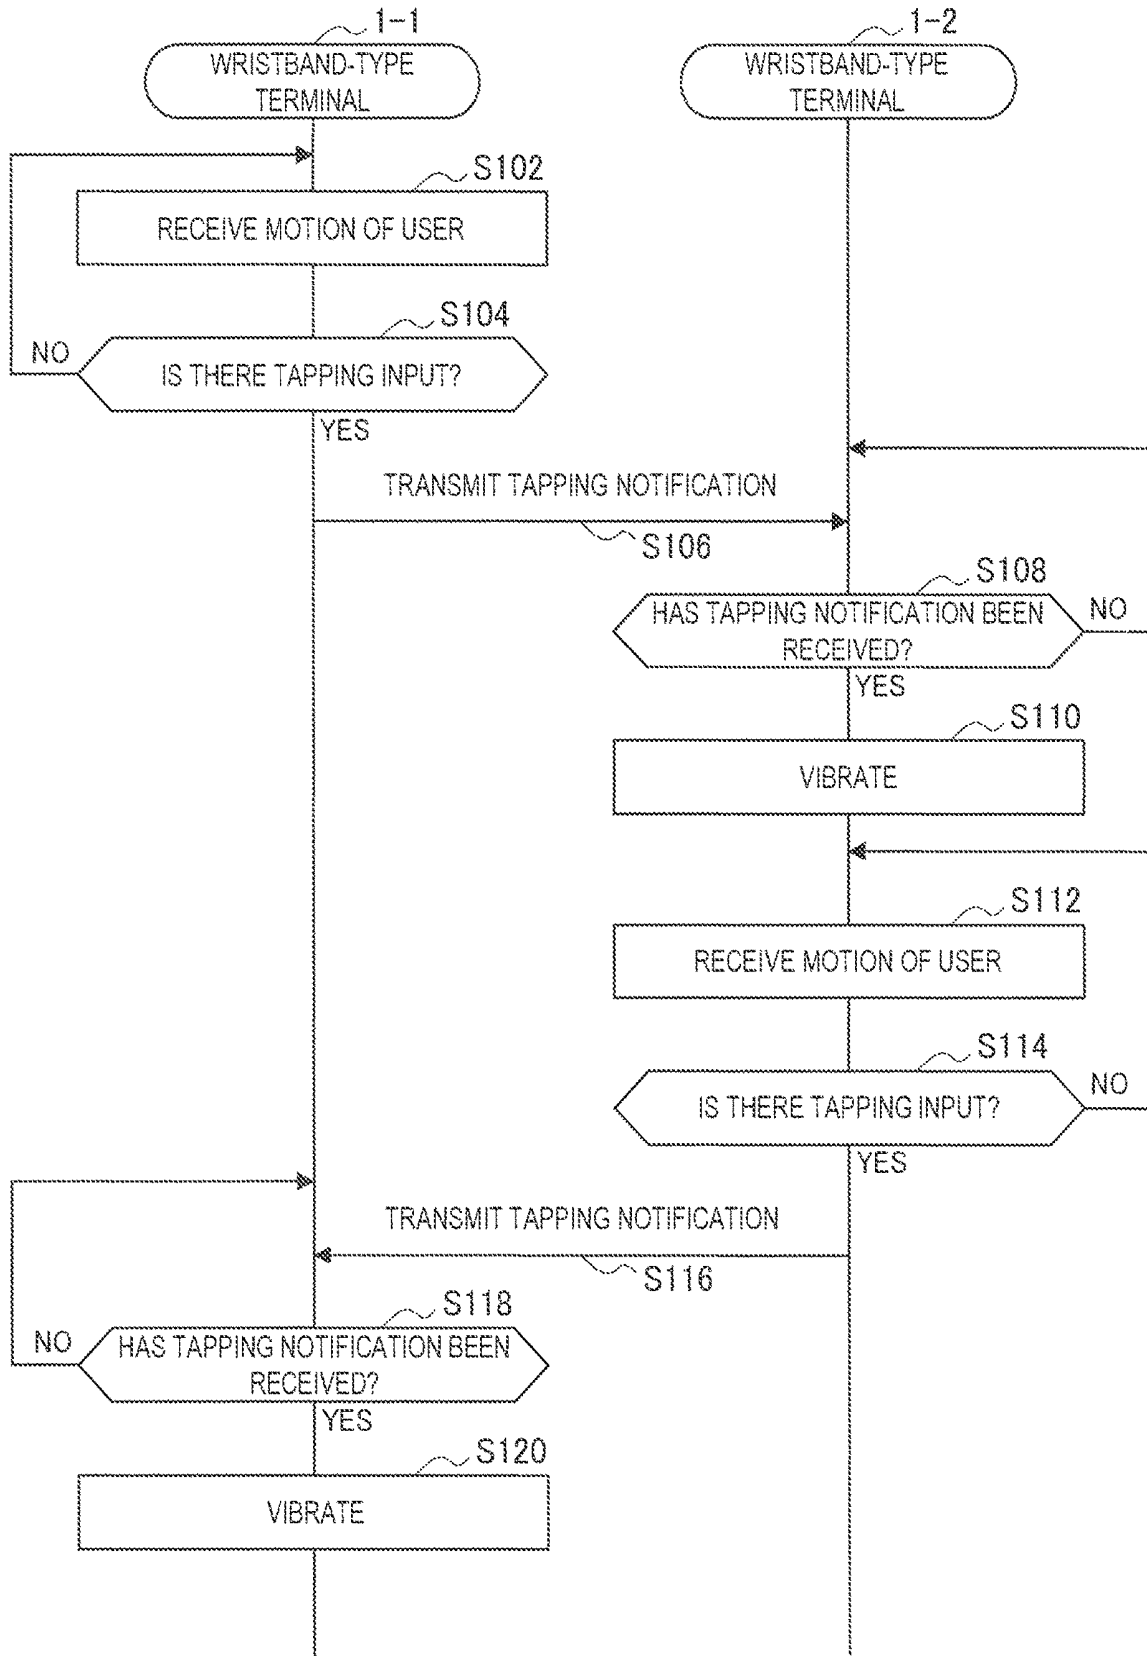 1-1
WRISTBAND-TYPE
TERMINAL
1-2
WRISTBAND-TYPE
TERMINAL
S102
RECEIVE MOTION OF USER
S104
NO
IS THERE TAPPING INPUT?
YES
TRANSMIT TAPPING NOTIFICATION
S106
S108
HAS TAPPING NOTIFICATION BEEN
RECEIVED?
NO
YES
S110
VIBRATE
S112
RECEIVE MOTION OF USER
S114
IS THERE TAPPING INPUT?
NO
YES
TRANSMIT TAPPING NOTIFICATION
S116
S118
NO
HAS TAPPING NOTIFICATION BEEN
RECEIVED?
YES
S120
VIBRATE